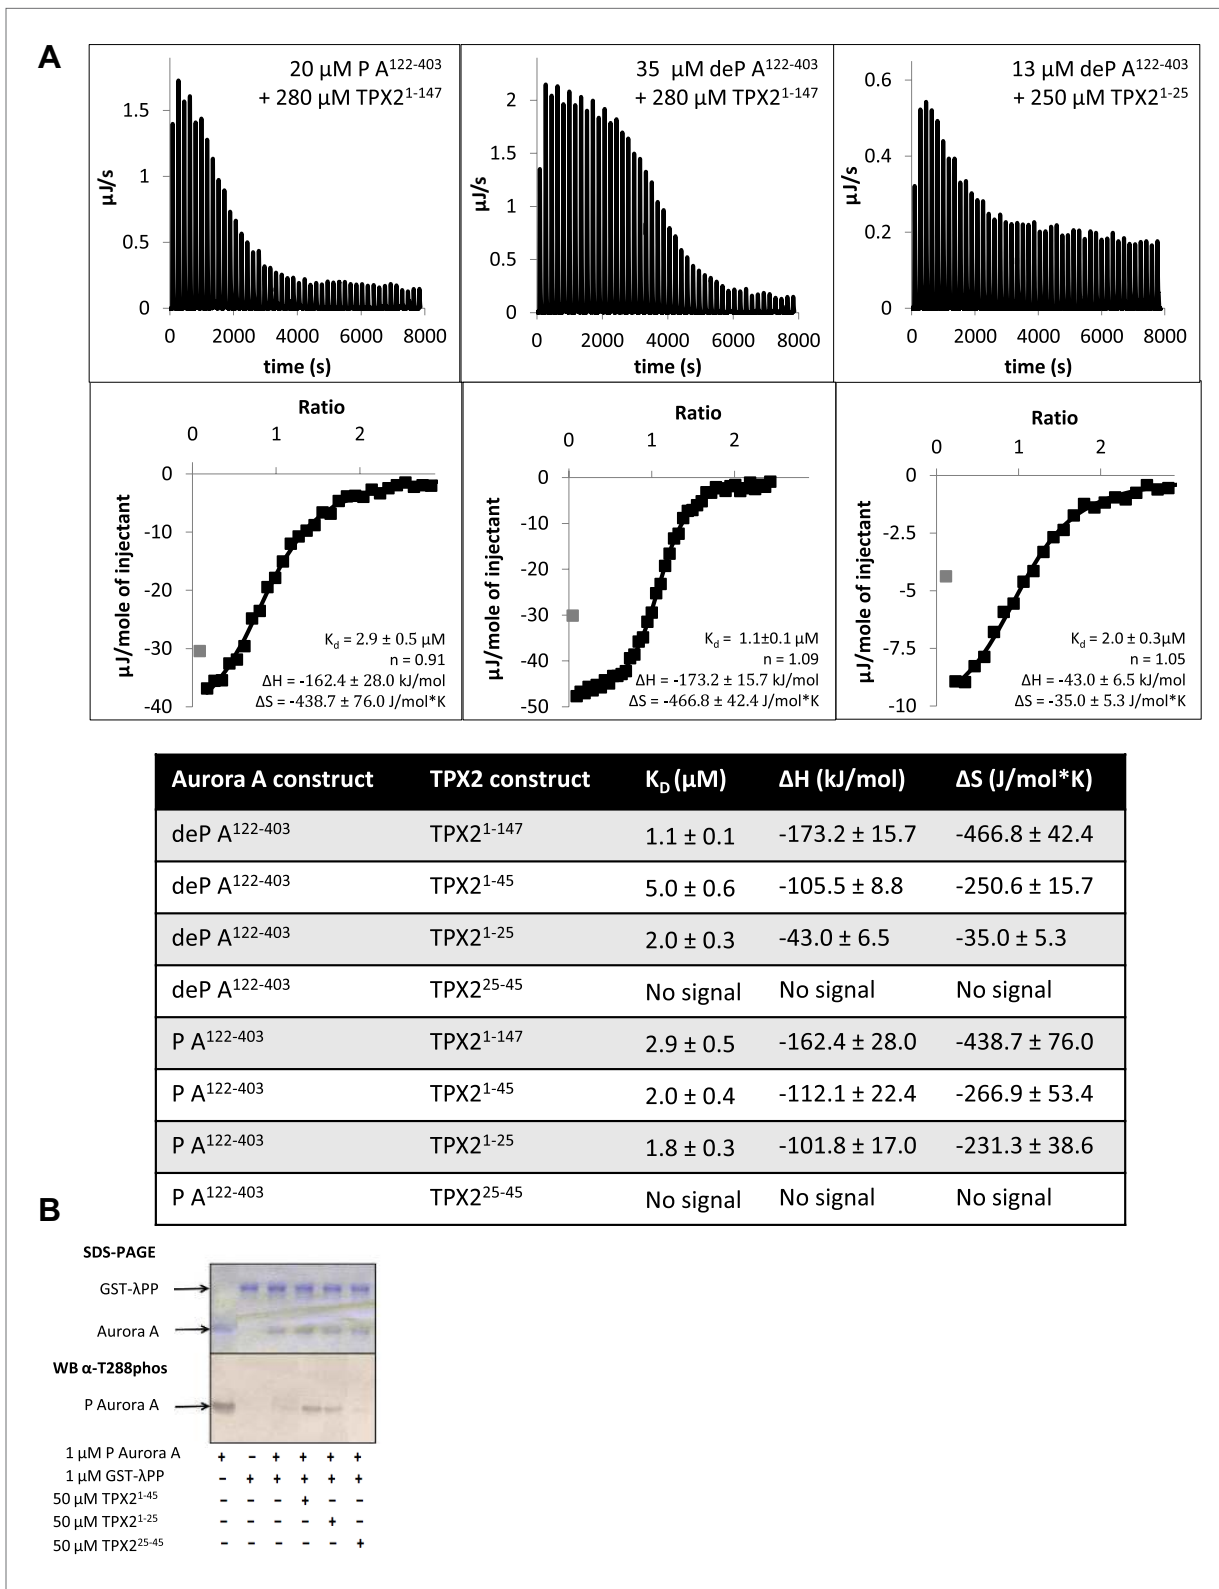 A
20 μM P A122-403
+ 280 μM TPX21-147
35 μM deP A122-403
+ 280 μM TPX21-147
13 μM deP A122-403
+ 250 μM TPX21-25
μJ/s
1.5
1
0.5
0
0 2000 4000 6000 8000
time (s)
μJ/s
2
1.5
1
0.5
0
0 2000 4000 6000 8000
time (s)
μJ/s
0.6
0.4
0.2
0
0 2000 4000 6000 8000
time (s)
Ratio
0 1 2
μJ/mole of injectant
0
-10
-20
-30
-40
Kd = 2.9 ± 0.5 μM
n = 0.91
ΔH = -162.4 ± 28.0 kJ/mol
ΔS = -438.7 ± 76.0 J/mol*K
Ratio
0 1 2
μJ/mole of injectant
0
-10
-20
-30
-40
-50
Kd = 1.1±0.1 μM
n = 1.09
ΔH = -173.2 ± 15.7 kJ/mol
ΔS = -466.8 ± 42.4 J/mol*K
Ratio
0 1 2
μJ/mole of injectant
0
-2.5
-5
-7.5
-10
Kd = 2.0 ± 0.3μM
n = 1.05
ΔH = -43.0 ± 6.5 kJ/mol
ΔS = -35.0 ± 5.3 J/mol*K
Aurora A construct TPX2 construct KD (μM) ΔH (kJ/mol) ΔS (J/mol*K)
deP A122-403 TPX21-147 1.1 ± 0.1 -173.2 ± 15.7 -466.8 ± 42.4
deP A122-403 TPX21-45 5.0 ± 0.6 -105.5 ± 8.8 -250.6 ± 15.7
deP A122-403 TPX21-25 2.0 ± 0.3 -43.0 ± 6.5 -35.0 ± 5.3
deP A122-403 TPX225-45 No signal No signal No signal
P A122-403 TPX21-147 2.9 ± 0.5 -162.4 ± 28.0 -438.7 ± 76.0
P A122-403 TPX21-45 2.0 ± 0.4 -112.1 ± 22.4 -266.9 ± 53.4
P A122-403 TPX21-25 1.8 ± 0.3 -101.8 ± 17.0 -231.3 ± 38.6
P A122-403 TPX225-45 No signal No signal No signal
B
SDS-PAGE
GST-λPP
Aurora A
WB α-T288phos
P Aurora A
1 μM P Aurora A + - + + + +
1 μM GST-λPP - + + + + +
50 μM TPX21-45 - - - + - -
50 μM TPX21-25 - - - - + -
50 μM TPX225-45 - - - - - +